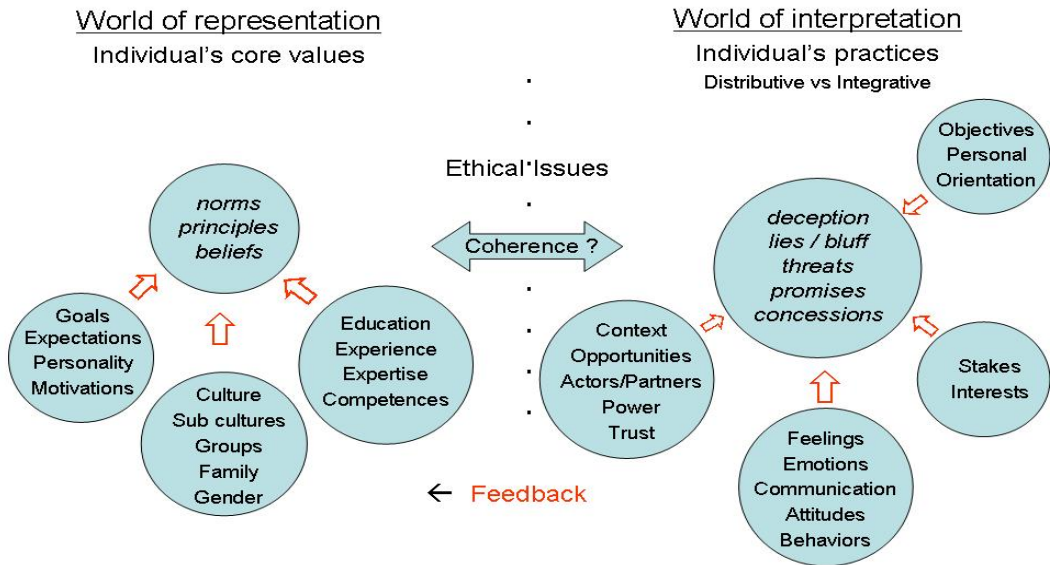 World of representation
Individual's core values
World of interpretation
Individual's practices
Distributive vs Integrative
Ethical Issues
Coherence ?
norms
principles
beliefs
Goals
Expectations
Personality
Motivations
Culture
Sub cultures
Groups
Family
Gender
Education
Experience
Expertise
Competences
Objectives
Personal
Orientation
deception
lies / bluff
threats
promises
concessions
Context
Opportunities
Actors/Partners
Power
Trust
Stakes
Interests
Feelings
Emotions
Communication
Attitudes
Behaviors
← Feedback